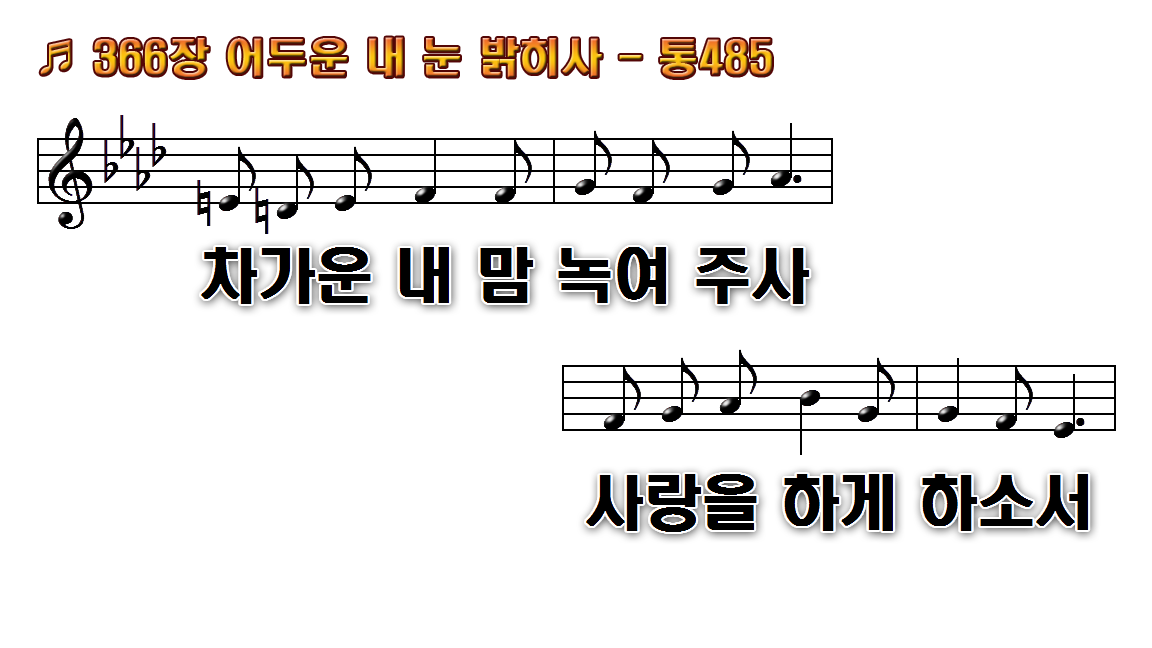 ♬ 366장 어두운 내 눈 밝히사 - 통485
차가운 내 맘 녹여 주사
사랑을 하게 하소서